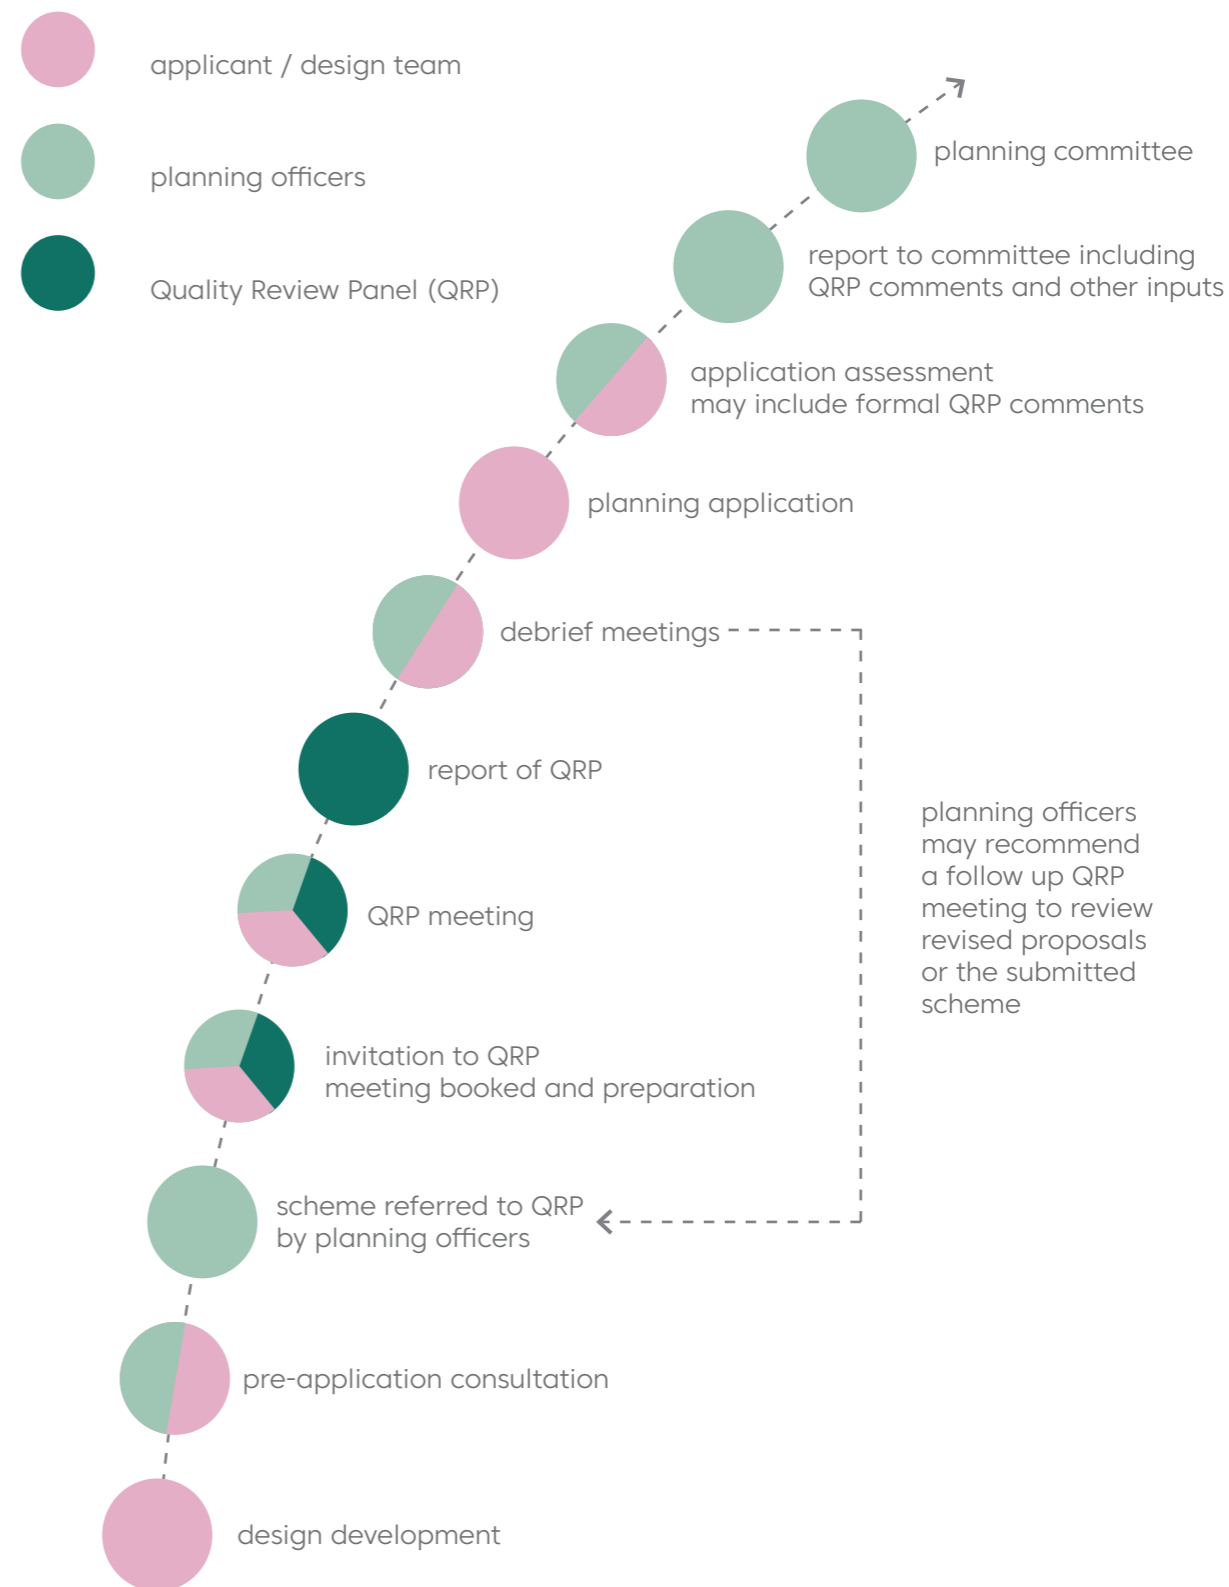 applicant / design team
planning officers
Quality Review Panel (QRP)
planning committee
report to committee including
QRP comments and other inputs
application assessment
may include formal QRP comments
planning application
debrief meetings
report of QRP
planning officers
may recommend
a follow up QRP
meeting to review
revised proposals
or the submitted
scheme
QRP meeting
invitation to QRP
meeting booked and preparation
scheme referred to QRP
by planning officers
pre-application consultation
design development